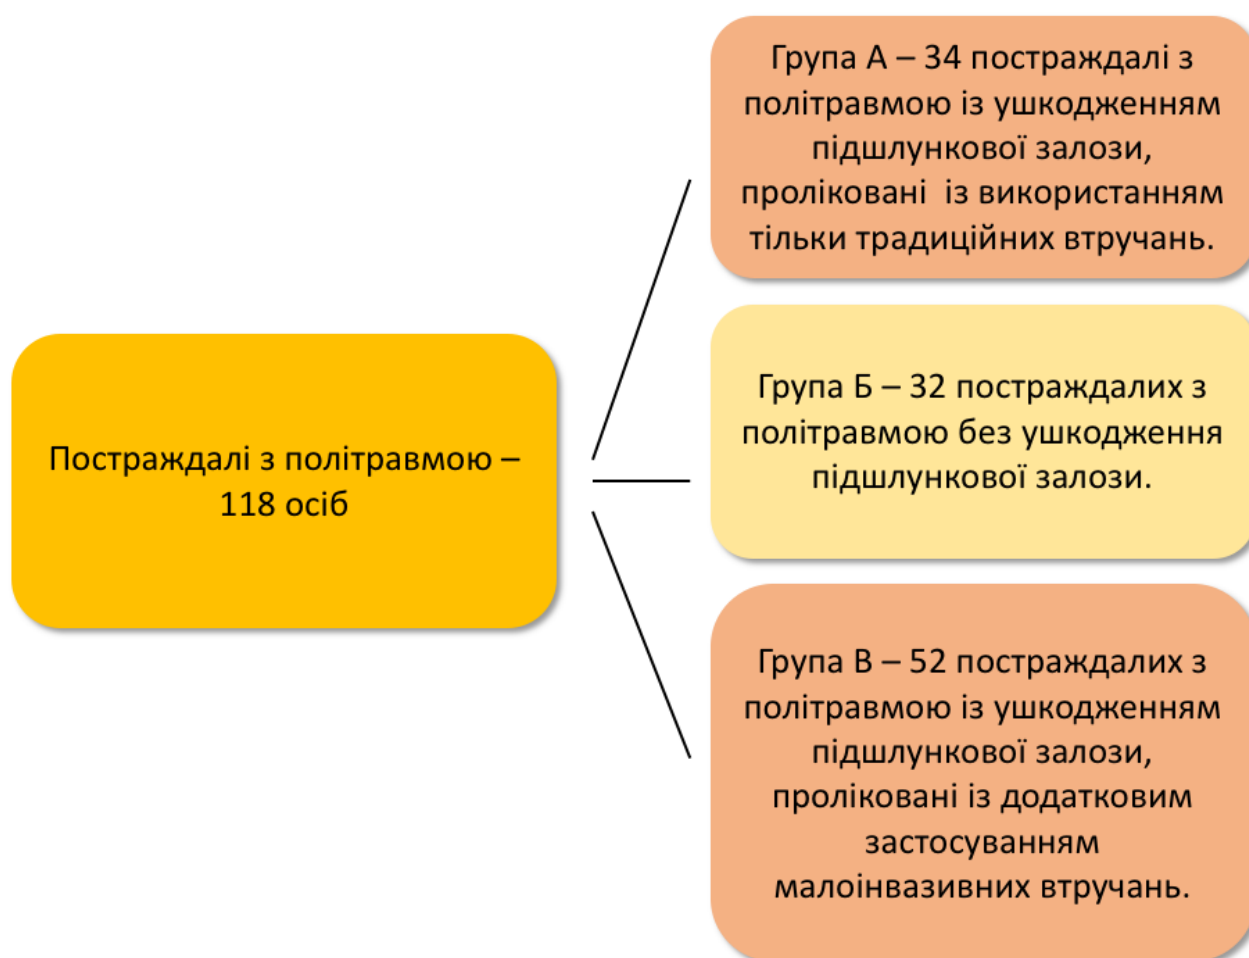 Група А – 34 постраждалі з
політравмою із ушкодженням
підшлункової залози,
проліковані  із використанням
тільки традиційних втручань.
Постраждалі з політравмою –
118 осіб
Група Б – 32 постраждалих з
політравмою без ушкодження
підшлункової залози.
Група В – 52 постраждалих з
політравмою із ушкодженням
підшлункової залози,
проліковані із додатковим
застосуванням
малоінвазивних втручань.